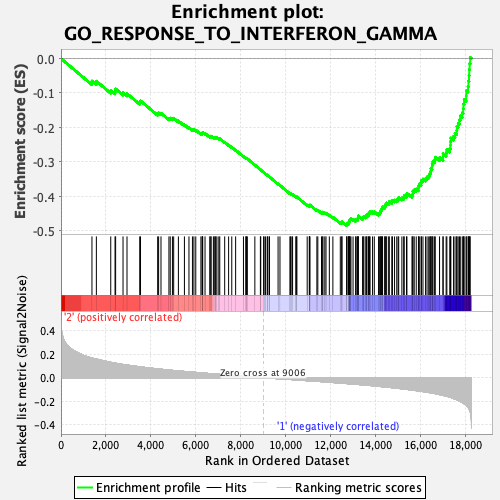 Enrichment plot:
GO_RESPONSE_TO_INTERFERON_GAMMA
Enrichment score (ES)
0.0
-0.1
-0.2
-0.3
-0.4
-0.5
'2' (positively correlated)
Ranked list metric (Signal2Noise)
0.4
0.2
0.0
-0.2
-0.4
Zero cross at 9006
'1' (negatively correlated)
0
2,000
4,000
6,000
8,000
10,000
12,000
14,000
16,000
18,000
Rank in Ordered Dataset
Enrichment profile
Hits
Ranking metric scores